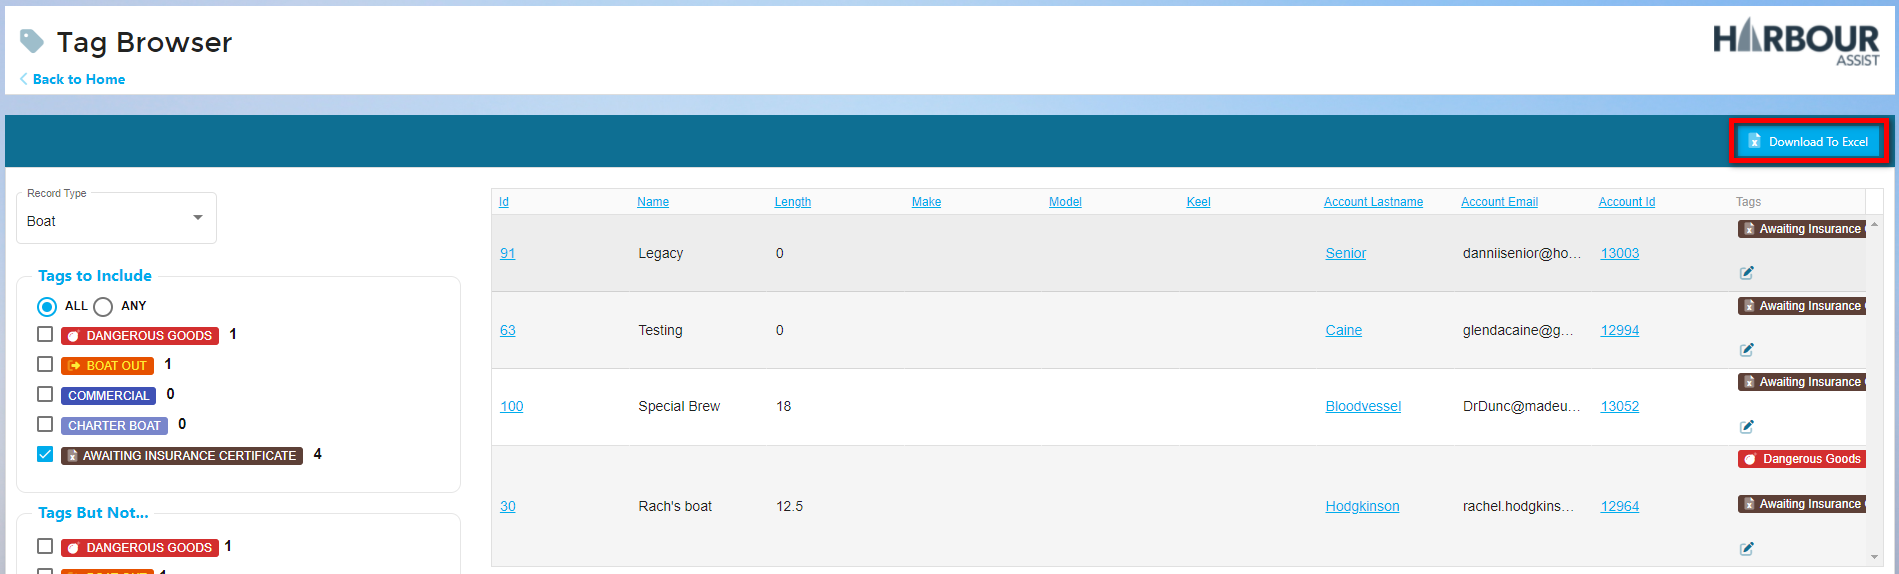 Tag Browser
HARBOUR
ASSIST
Back to Home
Download To Excel
Record Type
Boat
Tags to Include
ALL ANY
DANGEROUS GOODS 1
BOAT OUT 1
COMMERCIAL 0
CHARTER BOAT 0
AWAITING INSURANCE CERTIFICATE 4
Tags But Not...
DANGEROUS GOODS 1
Id Name Length Make Model Keel Account Lastname Account Email Account Id Tags
Awaiting Insurance
91 Legacy 0 Senior danniisenior@ho... 13003
Awaiting Insurance
63 Testing 0 Caine glendacaine@g... 12994
Awaiting Insurance
100 Special Brew 18 Bloodvessel DrDunc@madeu... 13052
Dangerous Goods
30 Rach's boat 12.5 Hodgkinson rachel.hodgkins... 12964
Awaiting Insurance